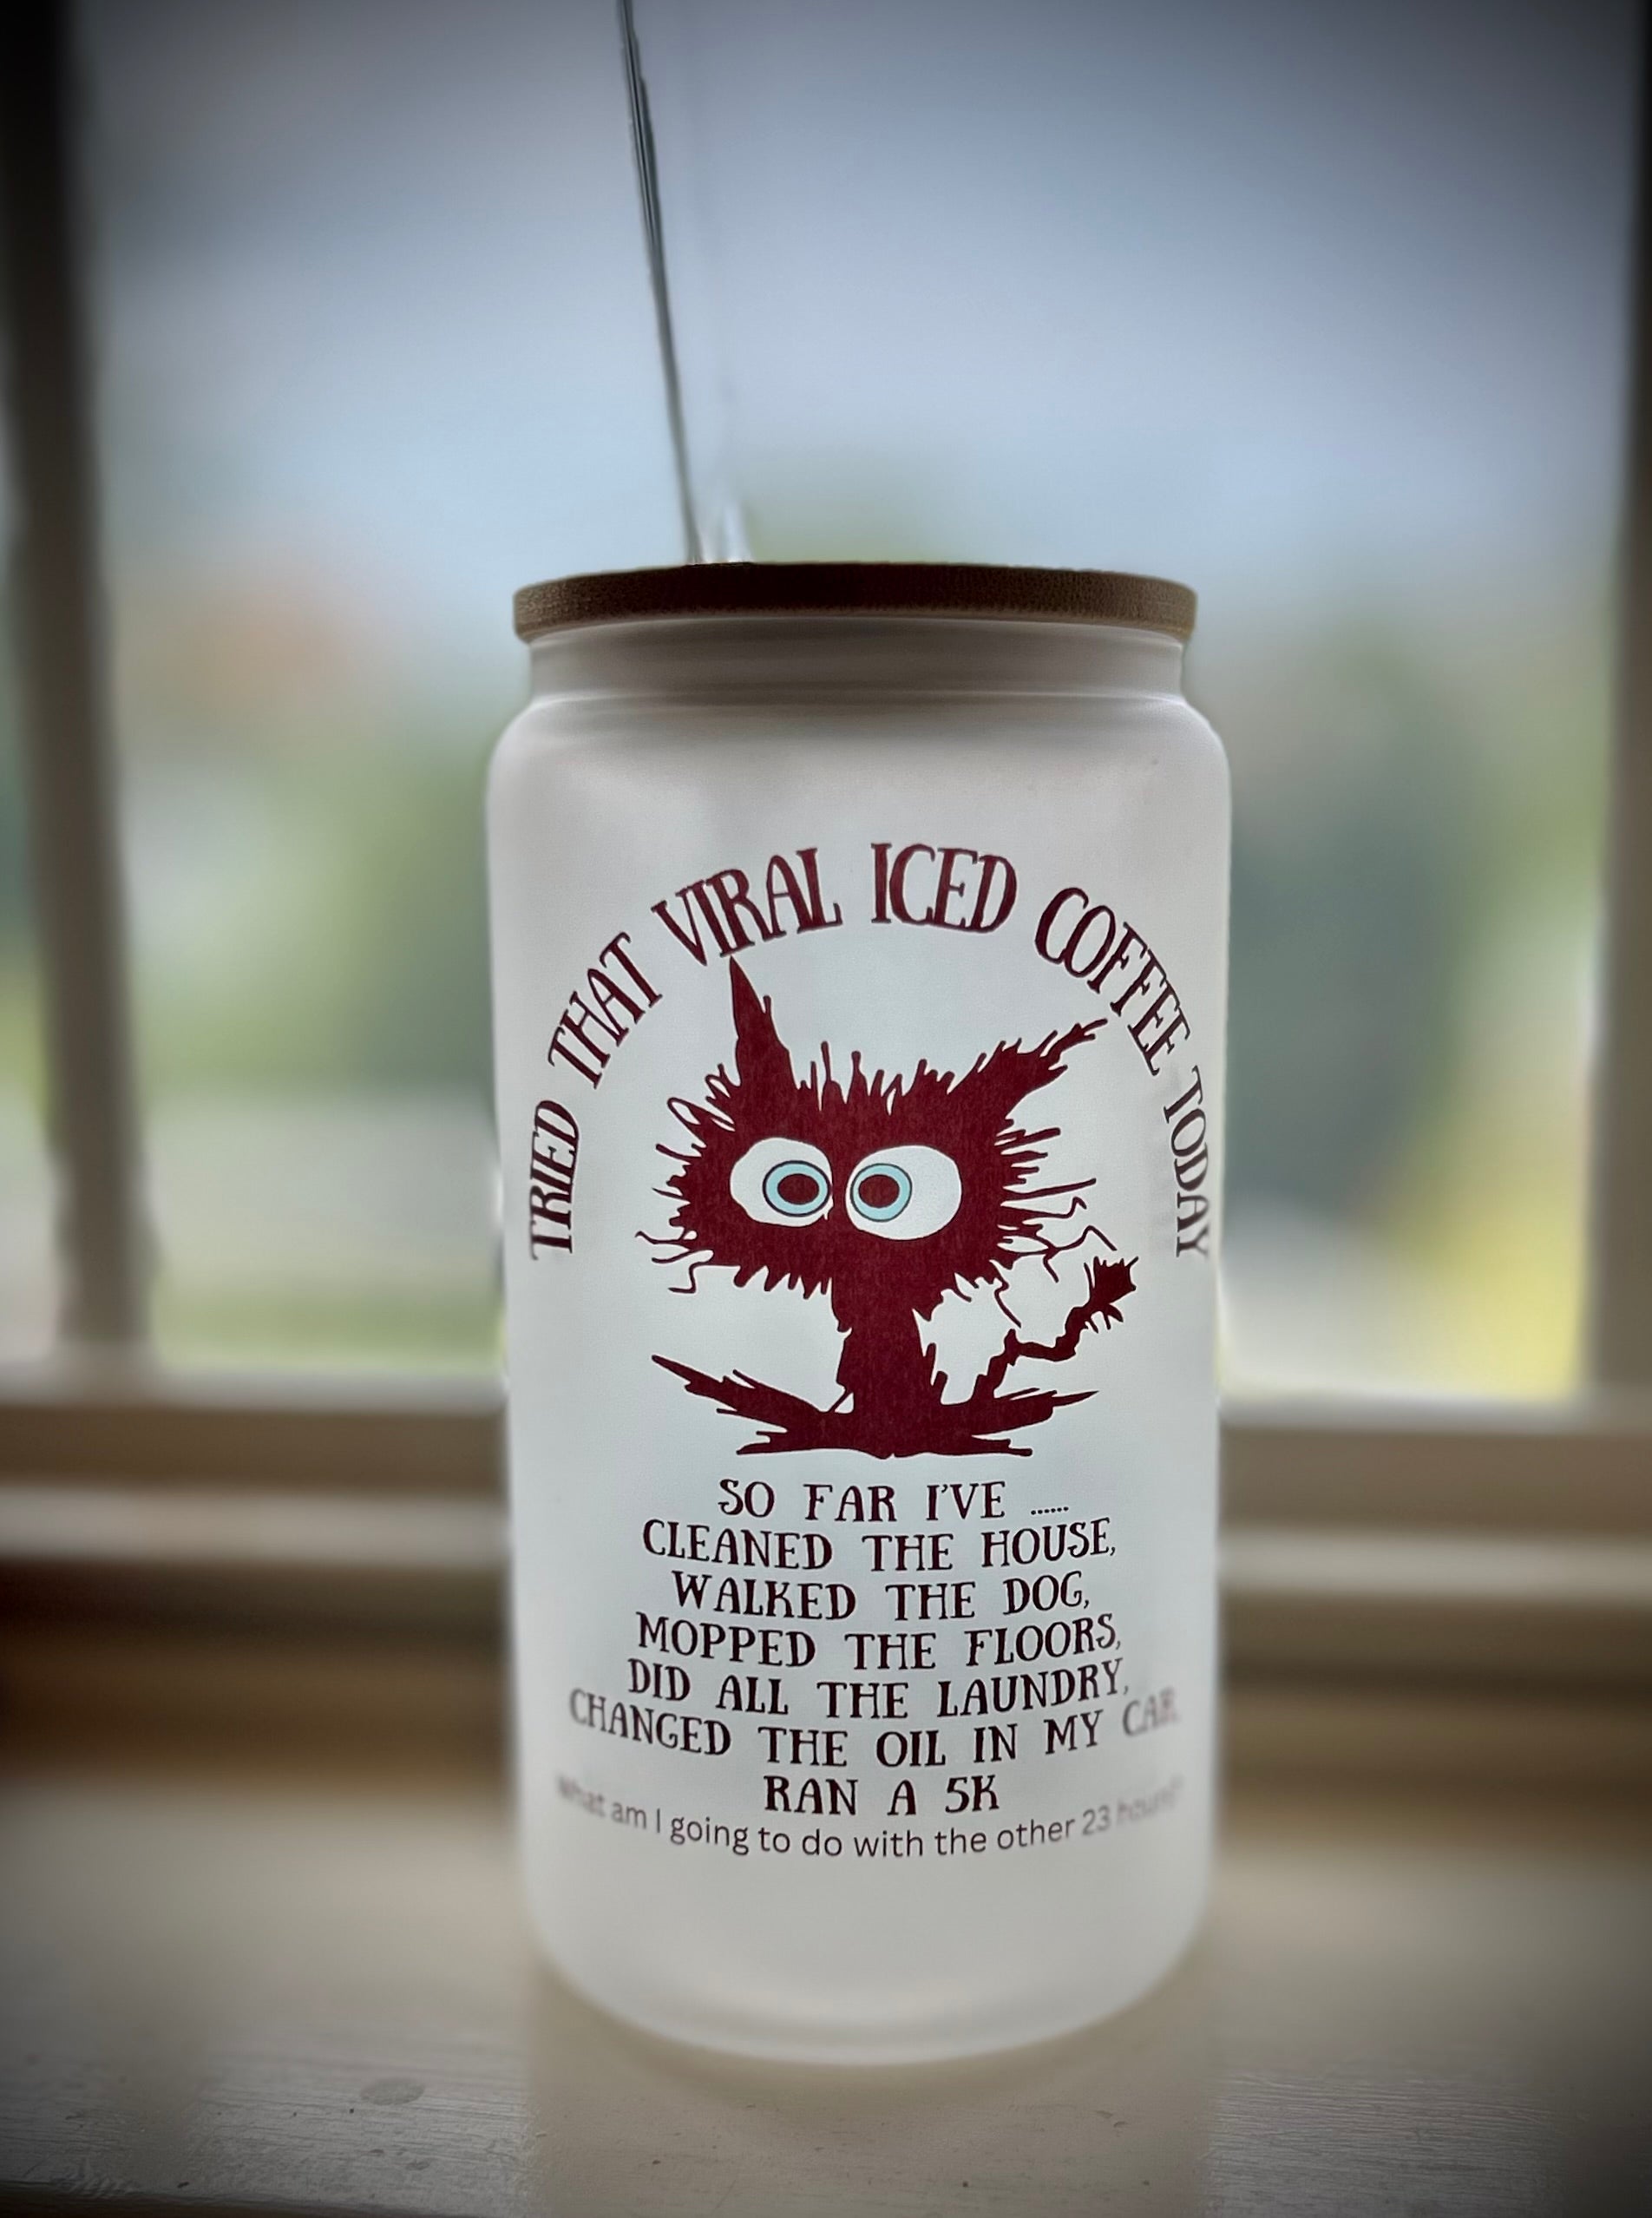 TRIED THAT VIRAL ICED COFFEE TODAY
SO FAR I'VE ......
CLEANED THE HOUSE,
WALKED THE DOG,
MOPPED THE FLOORS,
DID ALL THE LAUNDRY,
CHANGED THE OIL IN MY CAR,
RAN A 5K
what am I going to do with the other 23 hours?